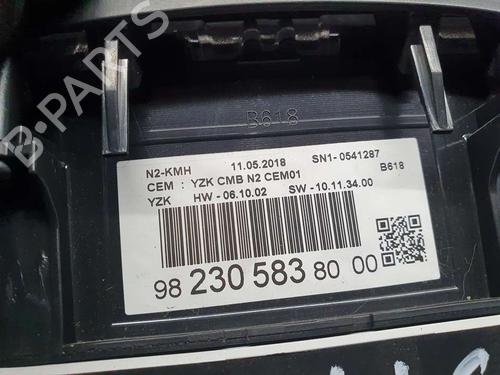 B-PARTS
B618
N2-KMH 11.05.2018 SN1- 0541287
CEM : YZK CMB N2 CEM01 B618
YZK HW - 06.10.02 SW - 10.11.34.00
98 230 583 80 00